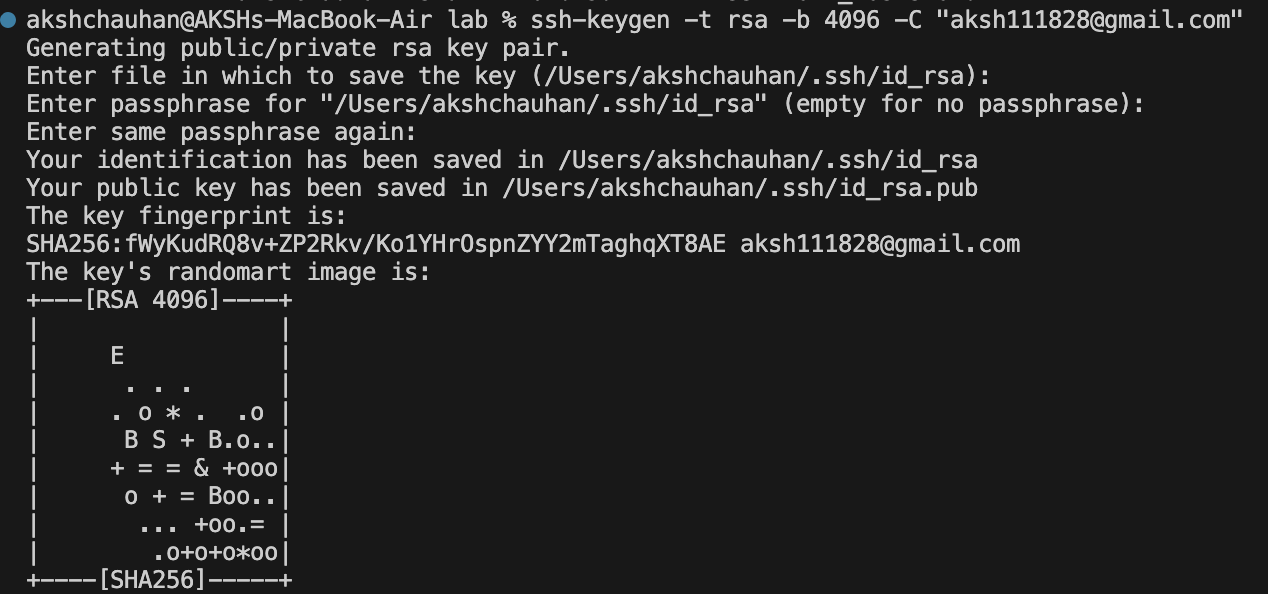 akshchauhan@AKSHs-MacBook-Air lab % ssh-keygen -t rsa -b 4096 -C "aksh111828@gmail.com"
Generating public/private rsa key pair.
Enter file in which to save the key (/Users/akshchauhan/.ssh/id_rsa):
Enter passphrase for "/Users/akshchauhan/.ssh/id_rsa" (empty for no passphrase):
Enter same passphrase again:
Your identification has been saved in /Users/akshchauhan/.ssh/id_rsa
Your public key has been saved in /Users/akshchauhan/.ssh/id_rsa.pub
The key fingerprint is:
SHA256:fWyKudRQ8v+ZP2Rkv/Ko1YHrOspnZYY2mTaghqXT8AE aksh111828@gmail.com
The key's randomart image is:
+---[RSA 4096]----+
|                 |
|     E           |
|      . . .      |
|     . o * .  .o |
|      B S + B.o..|
|     + = = & +ooo|
|      o + = Boo..|
|       ... +oo.= |
|        .o+o+o*oo|
+----[SHA256]-----+